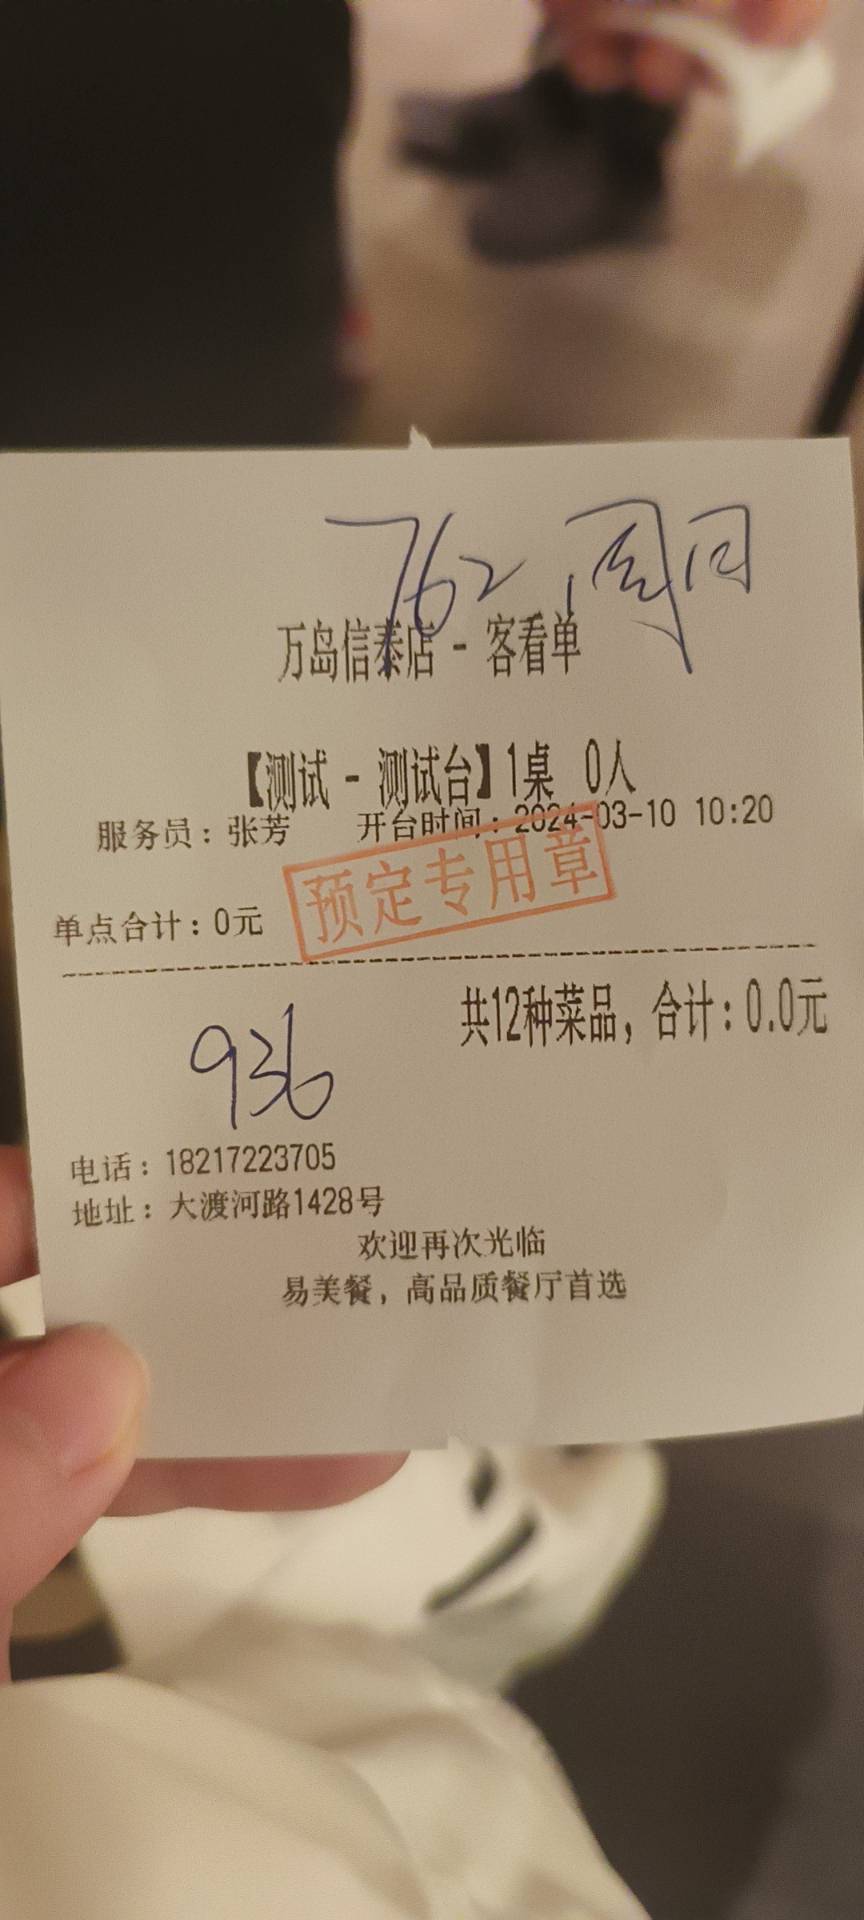 762
万岛信泰店 - 客看单
【测试 - 测试台】1桌 0人
服务员：张芳 开台时间：2024-03-10 10:20
预定专用章
单点合计：0元
共12种菜品，合计：0.0元
936
电话：18217223705
地址：大渡河路1428号
欢迎再次光临
易美餐，高品质餐厅首选